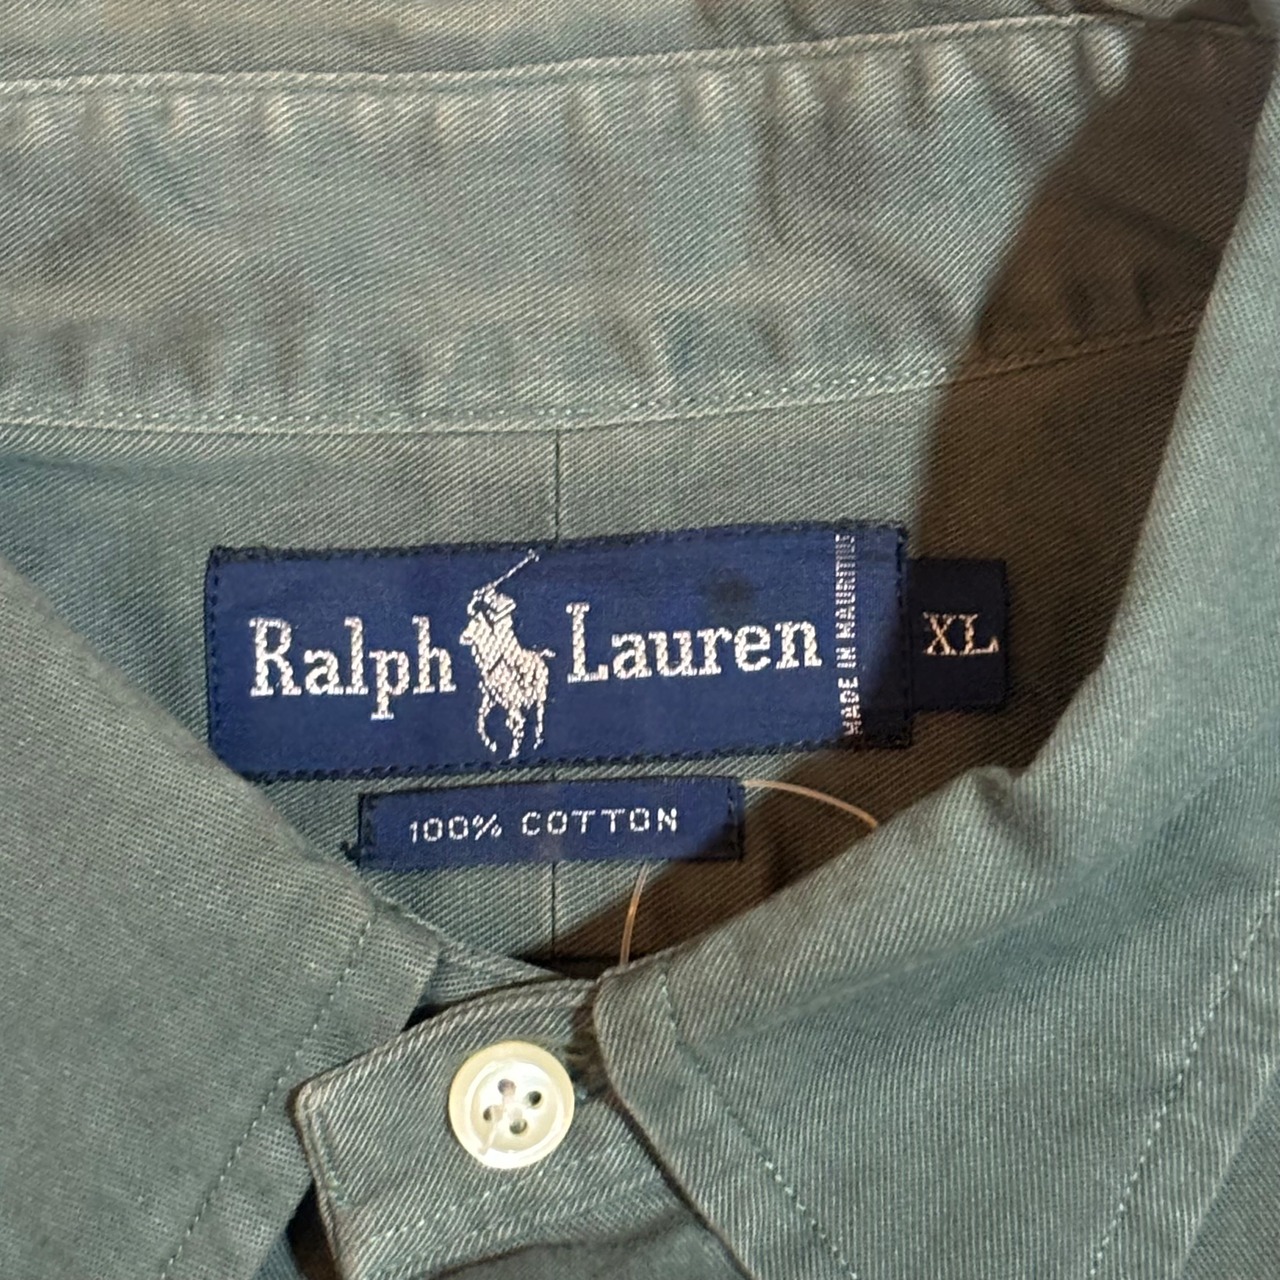 Ralph Lauren
MADE IN MAURITIUS
XL
100% COTTON